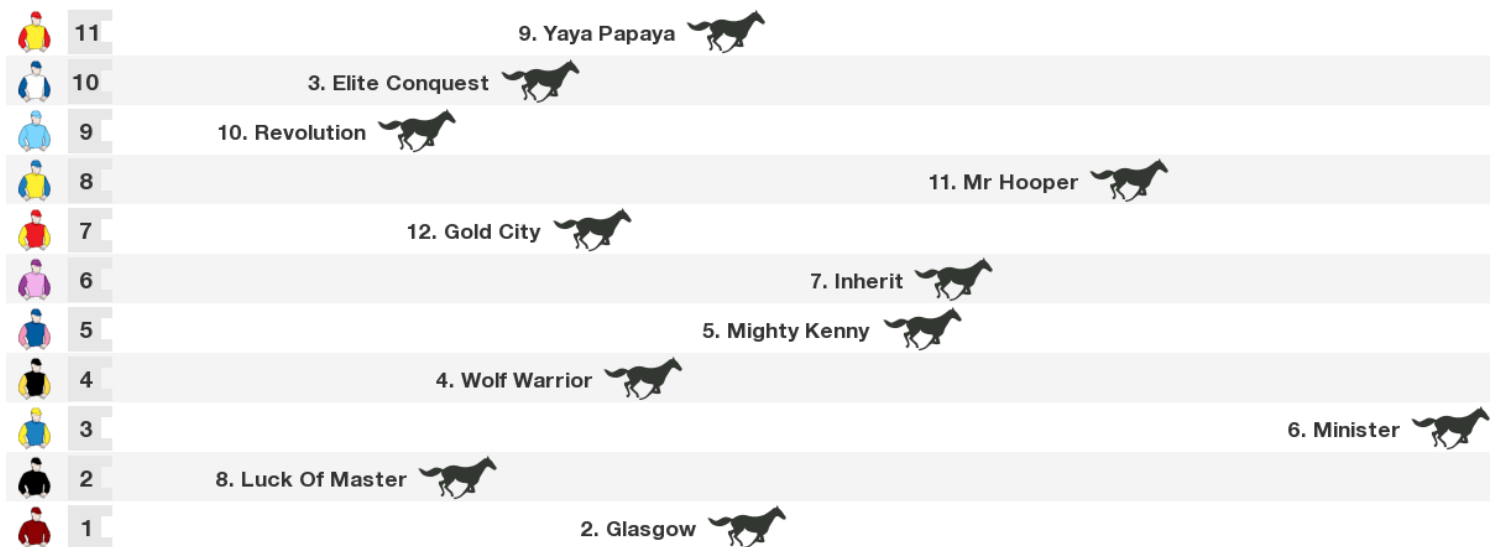 11 9. Yaya Papaya
10 3. Elite Conquest
9 10. Revolution
8 11. Mr Hooper
7 12. Gold City
6 7. Inherit
5 5. Mighty Kenny
4 4. Wolf Warrior
3 6. Minister
2 8. Luck Of Master
1 2. Glasgow